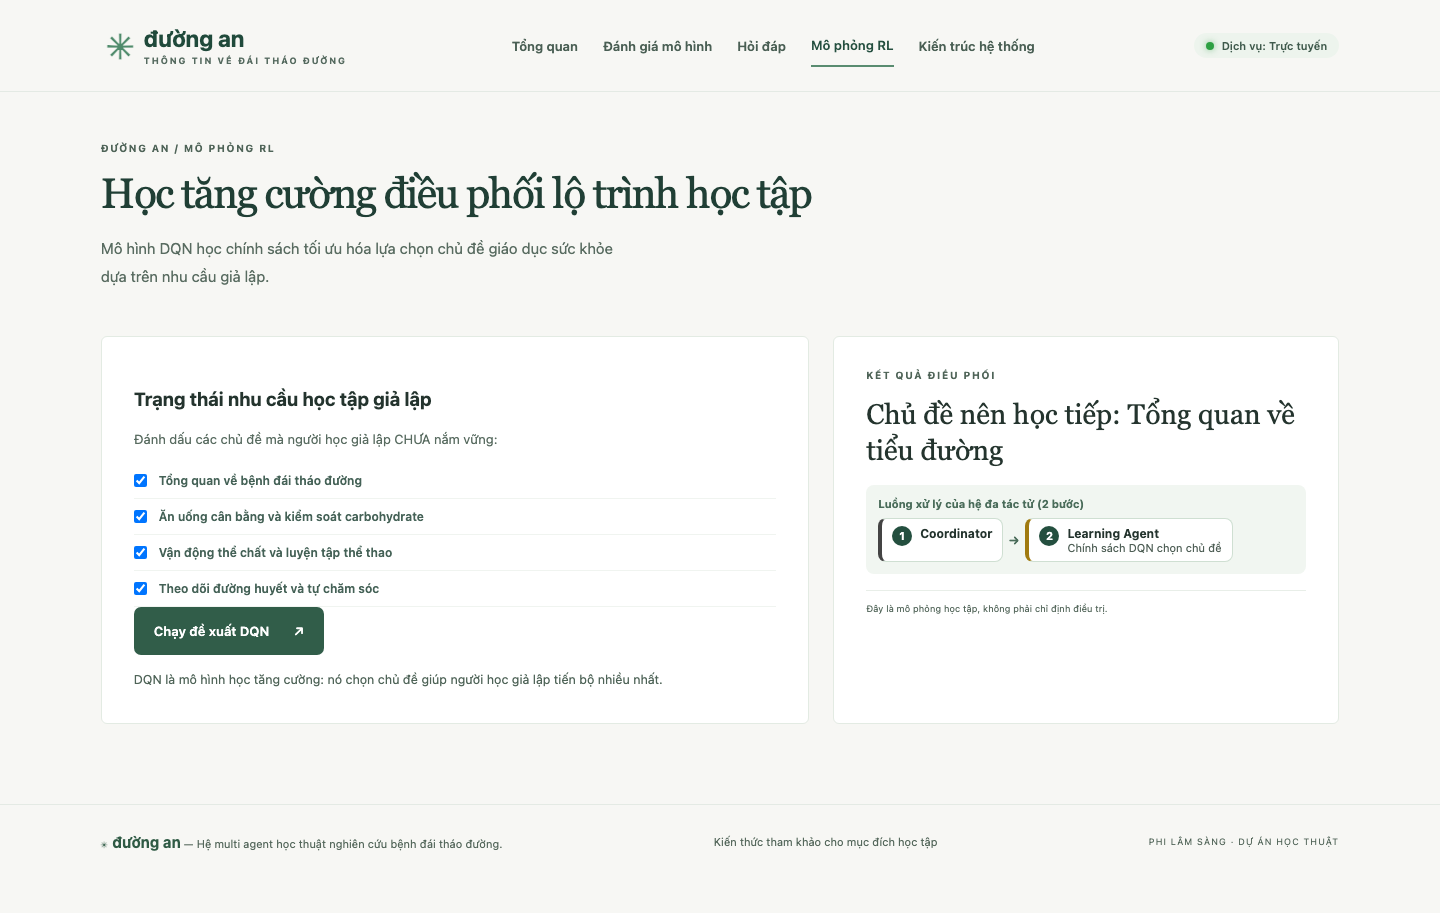 đường an
THÔNG TIN VỀ ĐÁI THÁO ĐƯỜNG
Tổng quan
Đánh giá mô hình
Hỏi đáp
Mô phỏng RL
Kiến trúc hệ thống
Dịch vụ: Trực tuyến
ĐƯỜNG AN / MÔ PHỎNG RL
Học tăng cường điều phối lộ trình học tập
Mô hình DQN học chính sách tối ưu hóa lựa chọn chủ đề giáo dục sức khỏe
dựa trên nhu cầu giả lập.
Trạng thái nhu cầu học tập giả lập
Đánh dấu các chủ đề mà người học giả lập CHƯA nắm vững:
Tổng quan về bệnh đái tháo đường
Ăn uống cân bằng và kiểm soát carbohydrate
Vận động thể chất và luyện tập thể thao
Theo dõi đường huyết và tự chăm sóc
Chạy đề xuất DQN
DQN là mô hình học tăng cường: nó chọn chủ đề giúp người học giả lập tiến bộ nhiều nhất.
KẾT QUẢ ĐIỀU PHỐI
Chủ đề nên học tiếp: Tổng quan về
tiểu đường
Luồng xử lý của hệ đa tác tử (2 bước)
1 Coordinator
→
2 Learning Agent
Chính sách DQN chọn chủ đề
Đây là mô phỏng học tập, không phải chỉ định điều trị.
đường an — Hệ multi agent học thuật nghiên cứu bệnh đái tháo đường.
Kiến thức tham khảo cho mục đích học tập
PHI LÂM SÀNG · DỰ ÁN HỌC THUẬT